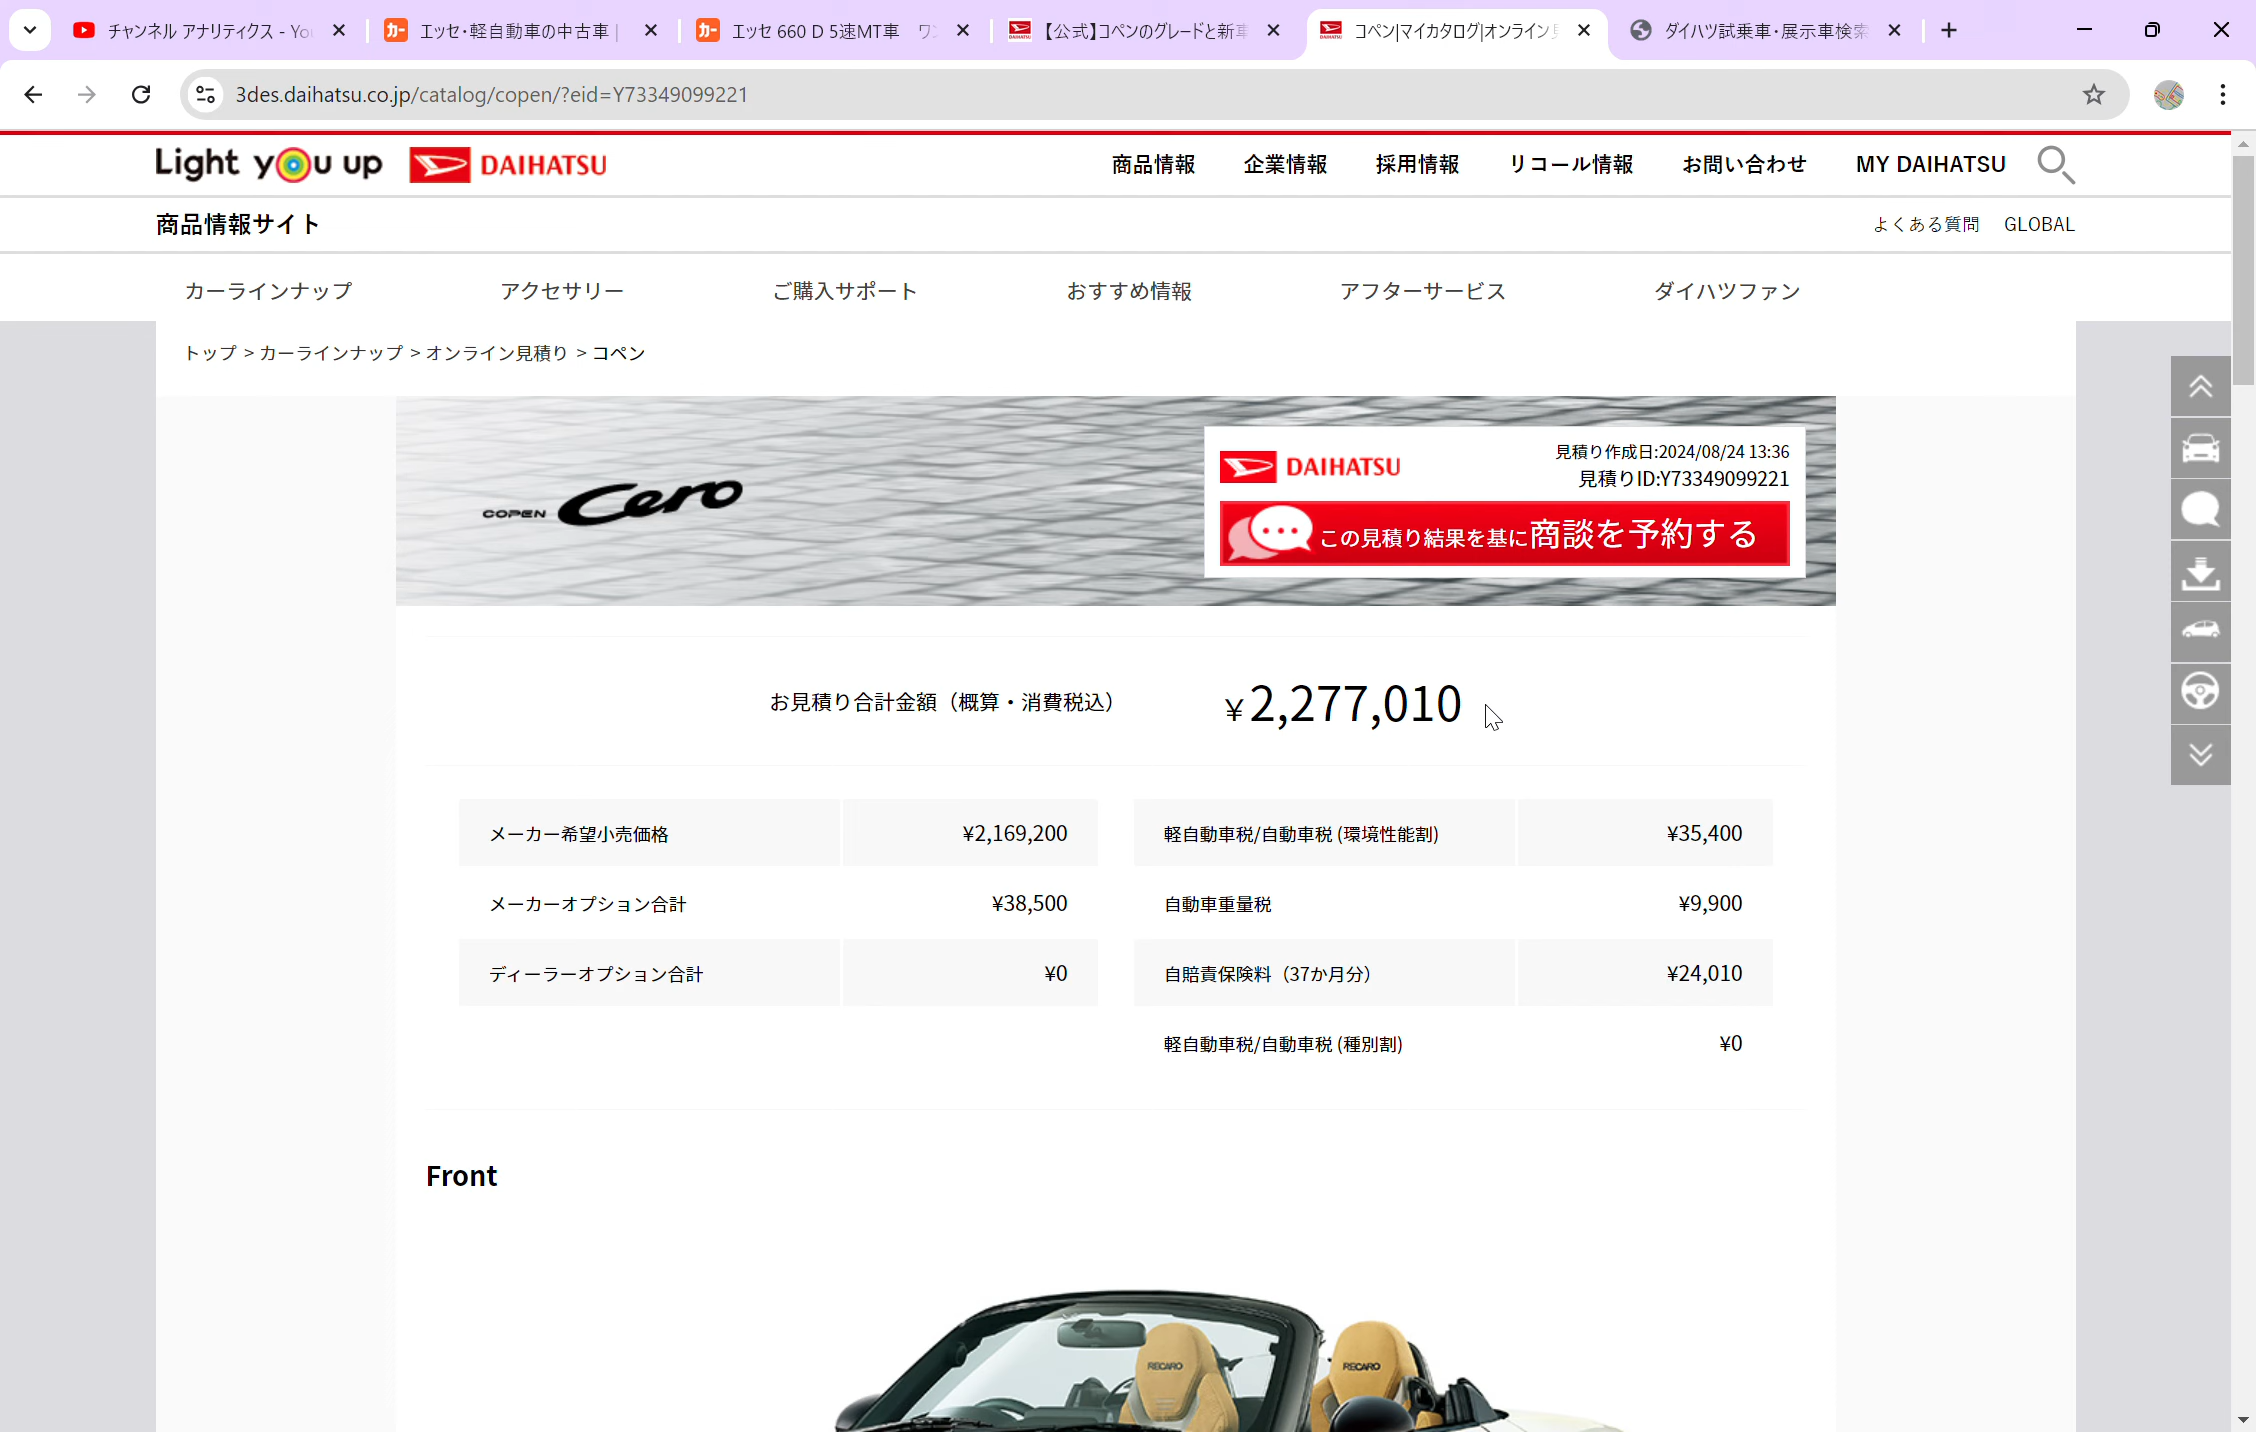 チャンネル アナリティクス - You
エッセ・軽自動車の中古車 |
エッセ 660 D 5速MT車 ワン
【公式】コペンのグレードと新車
コペン|マイカタログ|オンライン見
ダイハツ試乗車・展示車検索
3des.daihatsu.co.jp/catalog/copen/?eid=Y73349099221
Light you up DAIHATSU
商品情報 企業情報 採用情報 リコール情報 お問い合わせ MY DAIHATSU
商品情報サイト
よくある質問 GLOBAL
カーラインナップ アクセサリー ご購入サポート おすすめ情報 アフターサービス ダイハツファン
トップ > カーラインナップ > オンライン見積り > コペン
COPEN Cero
DAIHATSU
見積り作成日:2024/08/24 13:36
見積りID:Y73349099221
この見積り結果を基に商談を予約する
お見積り合計金額（概算・消費税込） ¥2,277,010
メーカー希望小売価格 ¥2,169,200
軽自動車税/自動車税 (環境性能割) ¥35,400
メーカーオプション合計 ¥38,500
自動車重量税 ¥9,900
ディーラーオプション合計 ¥0
自賠責保険料（37か月分） ¥24,010
軽自動車税/自動車税 (種別割) ¥0
Front
RECARO
RECARO